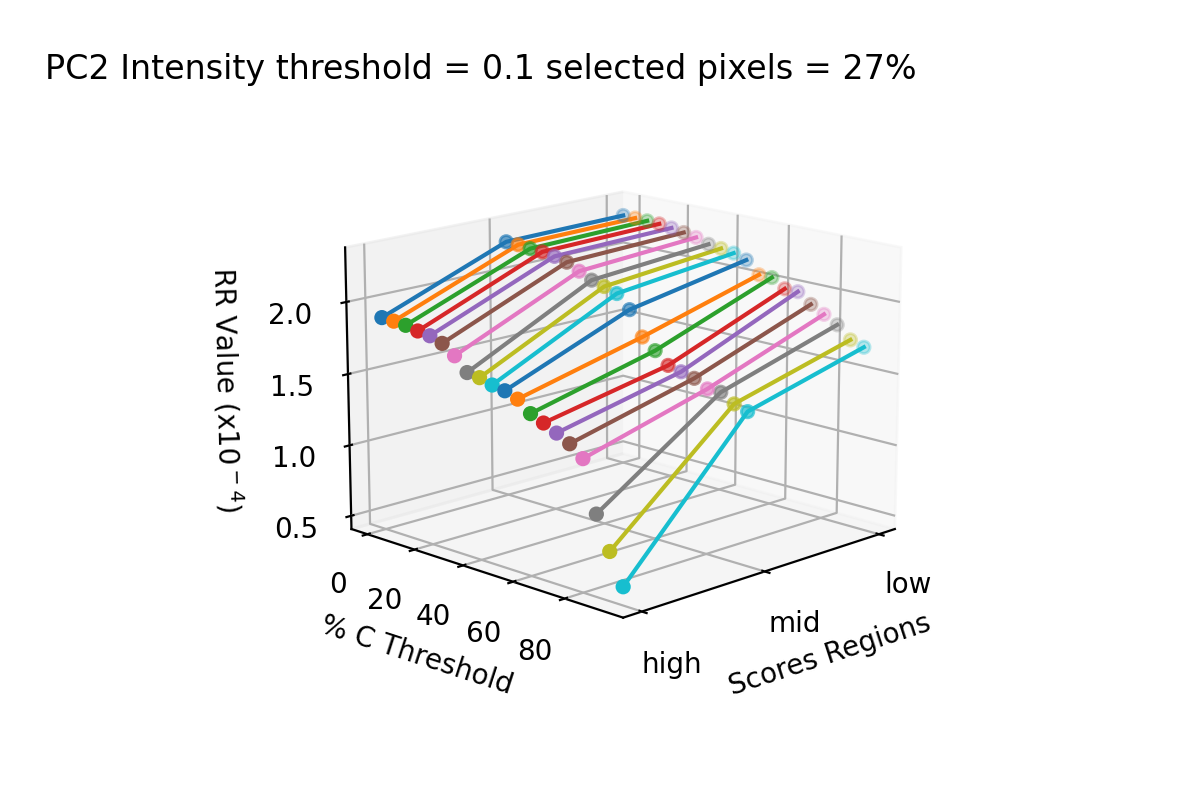 PC2 Intensity threshold = 0.1 selected pixels = 27%
RR Value (x10⁻⁴)
2.0
1.5
1.0
0.5
0
20
40
60
80
% C Threshold
high
mid
low
Scores Regions